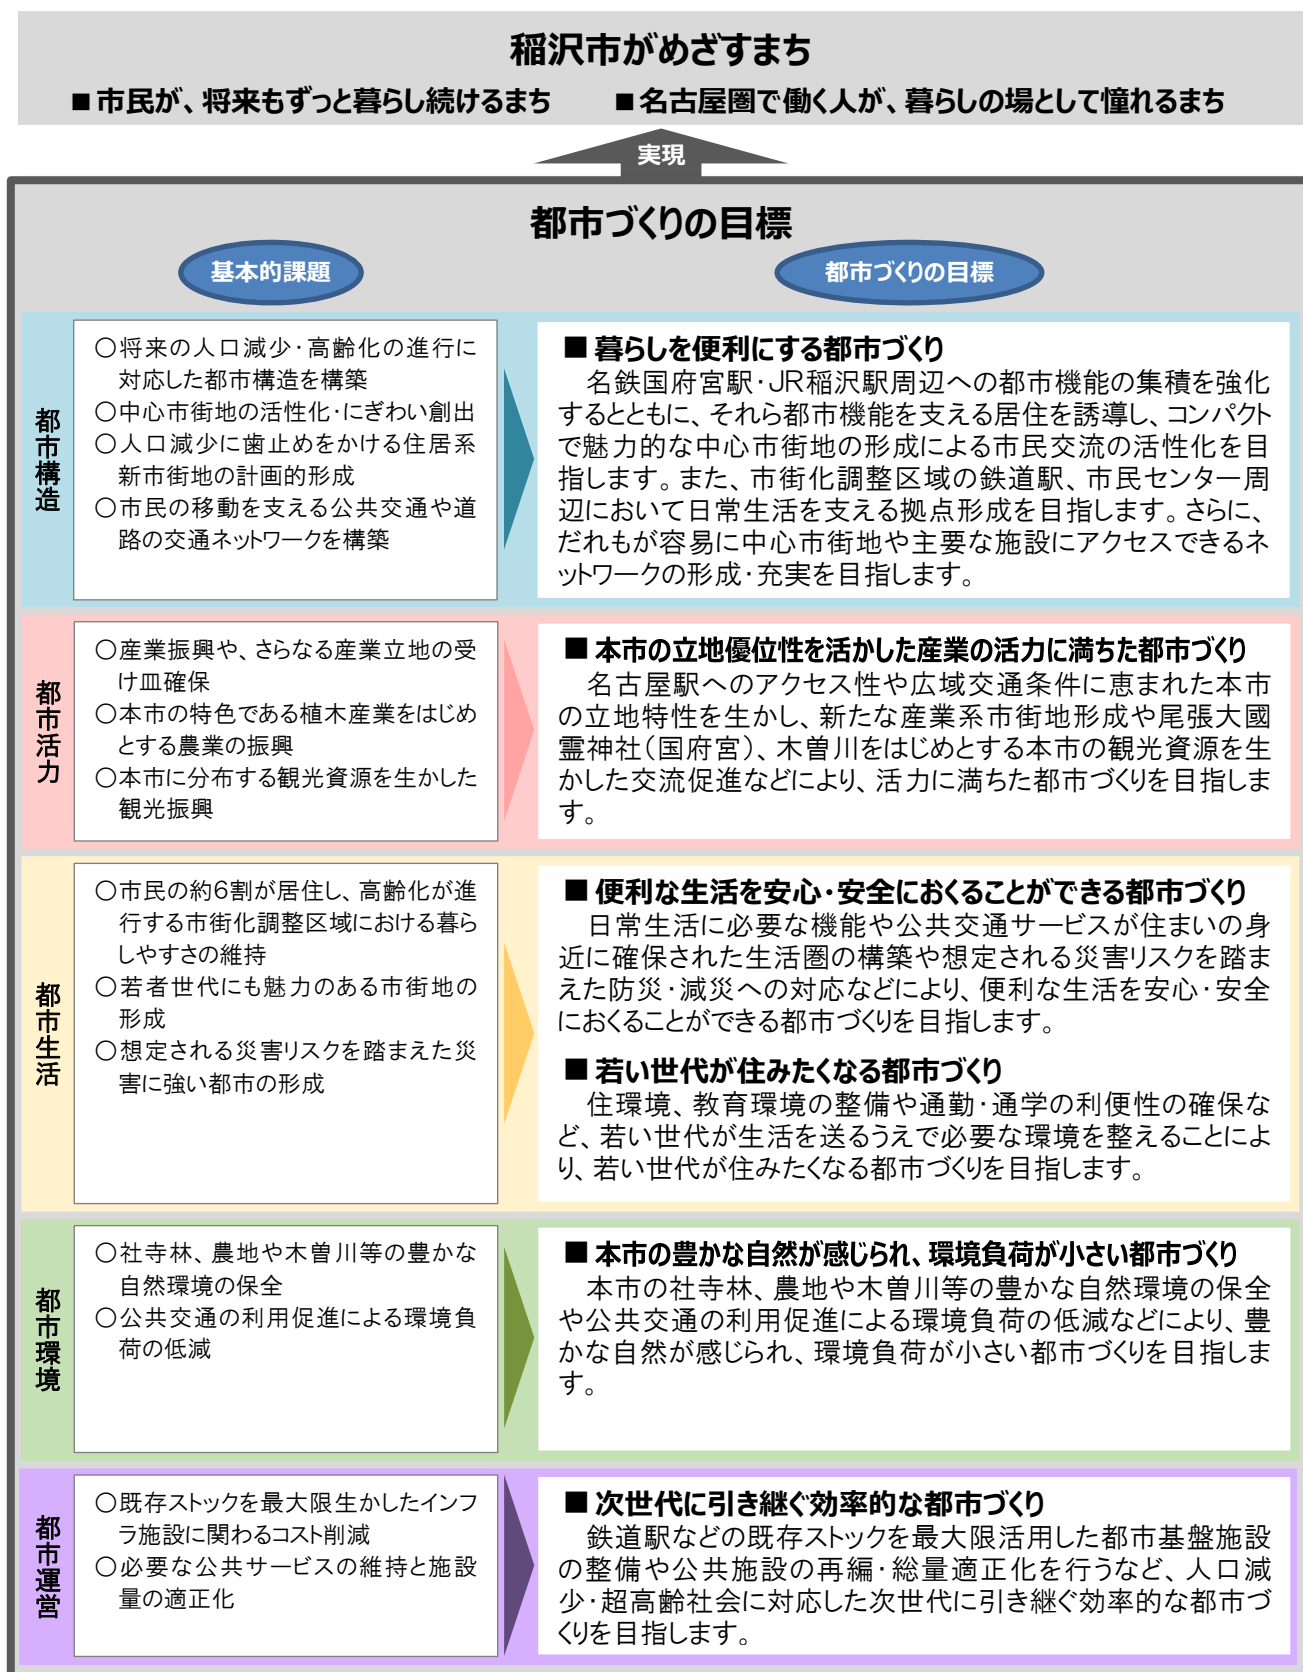 稲沢市がめざすまち
■市民が、将来もずっと暮らし続けるまち　■名古屋圏で働く人が、暮らしの場として憧れるまち
実現
都市づくりの目標
基本的課題
都市づくりの目標
都市構造
○将来の人口減少・高齢化の進行に
対応した都市構造を構築
○中心市街地の活性化・にぎわい創出
○人口減少に歯止めをかける住居系
新市街地の計画的形成
○市民の移動を支える公共交通や道
路の交通ネットワークを構築
■暮らしを便利にする都市づくり
名鉄国府宮駅・JR稲沢駅周辺への都市機能の集積を強化
するとともに、それら都市機能を支える居住を誘導し、コンパクト
で魅力的な中心市街地の形成による市民交流の活性化を目
指します。また、市街化調整区域の鉄道駅、市民センター周
辺において日常生活を支える拠点形成を目指します。さらに、
だれもが容易に中心市街地や主要な施設にアクセスできるネ
ットワークの形成・充実を目指します。
都市活力
○産業振興や、さらなる産業立地の受
け皿確保
○本市の特色である植木産業をはじめ
とする農業の振興
○本市に分布する観光資源を生かした
観光振興
■本市の立地優位性を活かした産業の活力に満ちた都市づくり
名古屋駅へのアクセス性や広域交通条件に恵まれた本市
の立地特性を生かし、新たな産業系市街地形成や尾張大國
霊神社（国府宮）、木曽川をはじめとする本市の観光資源を生
かした交流促進などにより、活力に満ちた都市づくりを目指しま
す。
都市生活
○市民の約6割が居住し、高齢化が進
行する市街化調整区域における暮ら
しやすさの維持
○若者世代にも魅力のある市街地の
形成
○想定される災害リスクを踏まえた災
害に強い都市の形成
■便利な生活を安心・安全におくることができる都市づくり
日常生活に必要な機能や公共交通サービスが住まいの身
近に確保された生活圏の構築や想定される災害リスクを踏ま
えた防災・減災への対応などにより、便利な生活を安心・安全
におくることができる都市づくりを目指します。
■若い世代が住みたくなる都市づくり
住環境、教育環境の整備や通勤・通学の利便性の確保な
ど、若い世代が生活を送るうえで必要な環境を整えることによ
り、若い世代が住みたくなる都市づくりを目指します。
都市環境
○社寺林、農地や木曽川等の豊かな
自然環境の保全
○公共交通の利用促進による環境負
荷の低減
■本市の豊かな自然が感じられ、環境負荷が小さい都市づくり
本市の社寺林、農地や木曽川等の豊かな自然環境の保全
や公共交通の利用促進による環境負荷の低減などにより、豊
かな自然が感じられ、環境負荷が小さい都市づくりを目指しま
す。
都市運営
○既存ストックを最大限生かしたインフ
ラ施設に関わるコスト削減
○必要な公共サービスの維持と施設
量の適正化
■次世代に引き継ぐ効率的な都市づくり
鉄道駅などの既存ストックを最大限活用した都市基盤施設
の整備や公共施設の再編・総量適正化を行うなど、人口減
少・超高齢社会に対応した次世代に引き継ぐ効率的な都市づ
くりを目指します。